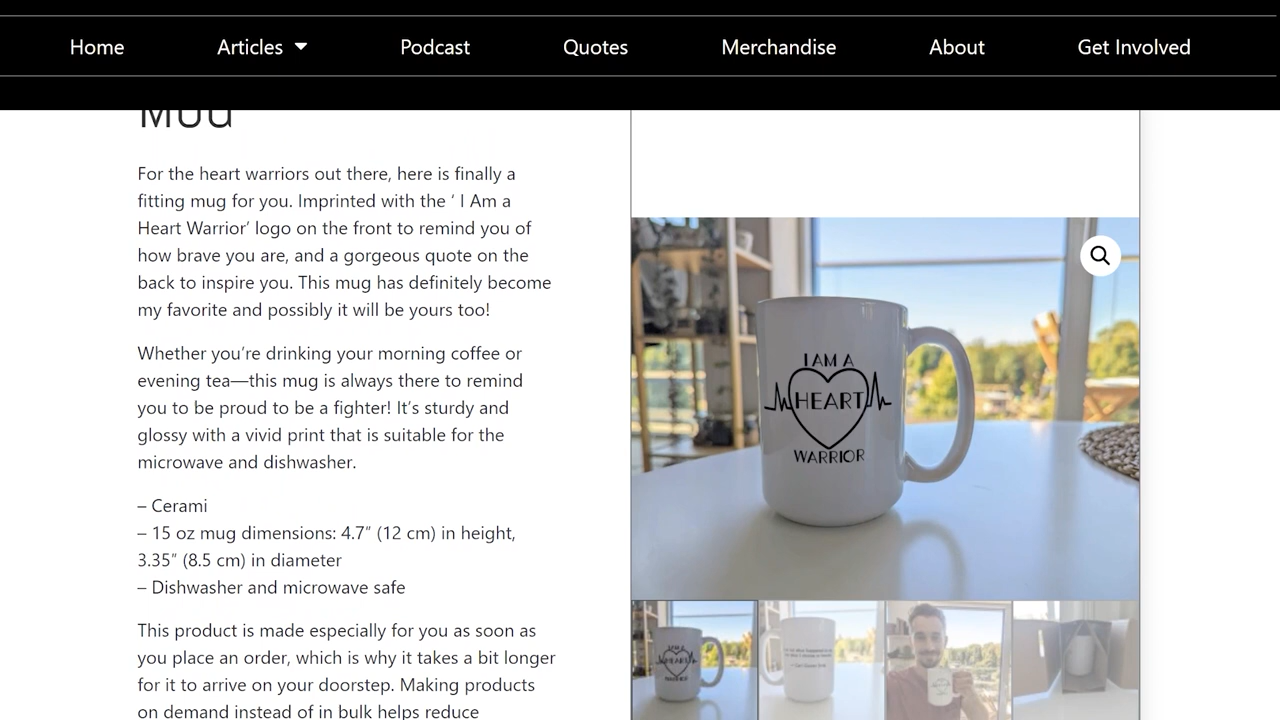 Home Articles Podcast Quotes Merchandise About Get Involved
Mug
For the heart warriors out there, here is finally a
fitting mug for you. Imprinted with the ‘ I Am a
Heart Warrior’ logo on the front to remind you of
how brave you are, and a gorgeous quote on the
back to inspire you. This mug has definitely become
my favorite and possibly it will be yours too!
Whether you’re drinking your morning coffee or
evening tea—this mug is always there to remind
you to be proud to be a fighter! It’s sturdy and
glossy with a vivid print that is suitable for the
microwave and dishwasher.
– Cerami
– 15 oz mug dimensions: 4.7″ (12 cm) in height,
3.35″ (8.5 cm) in diameter
– Dishwasher and microwave safe
This product is made especially for you as soon as
you place an order, which is why it takes a bit longer
for it to arrive on your doorstep. Making products
on demand instead of in bulk helps reduce
I AM A
HEART
WARRIOR
I AM A
HEART
WARRIOR